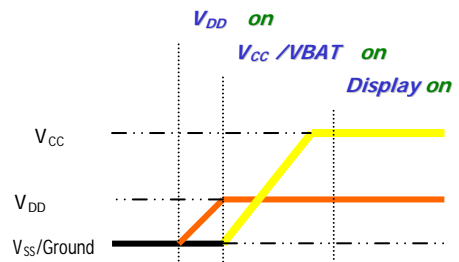 VDD on
VCC /VBAT on
Display on
VCC
VDD
VSS/Ground